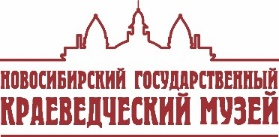 НОВОСИБИРСКИЙ ГОСУДАРСТВЕННЫЙ
КРАЕВЕДЧЕСКИЙ МУЗЕЙ